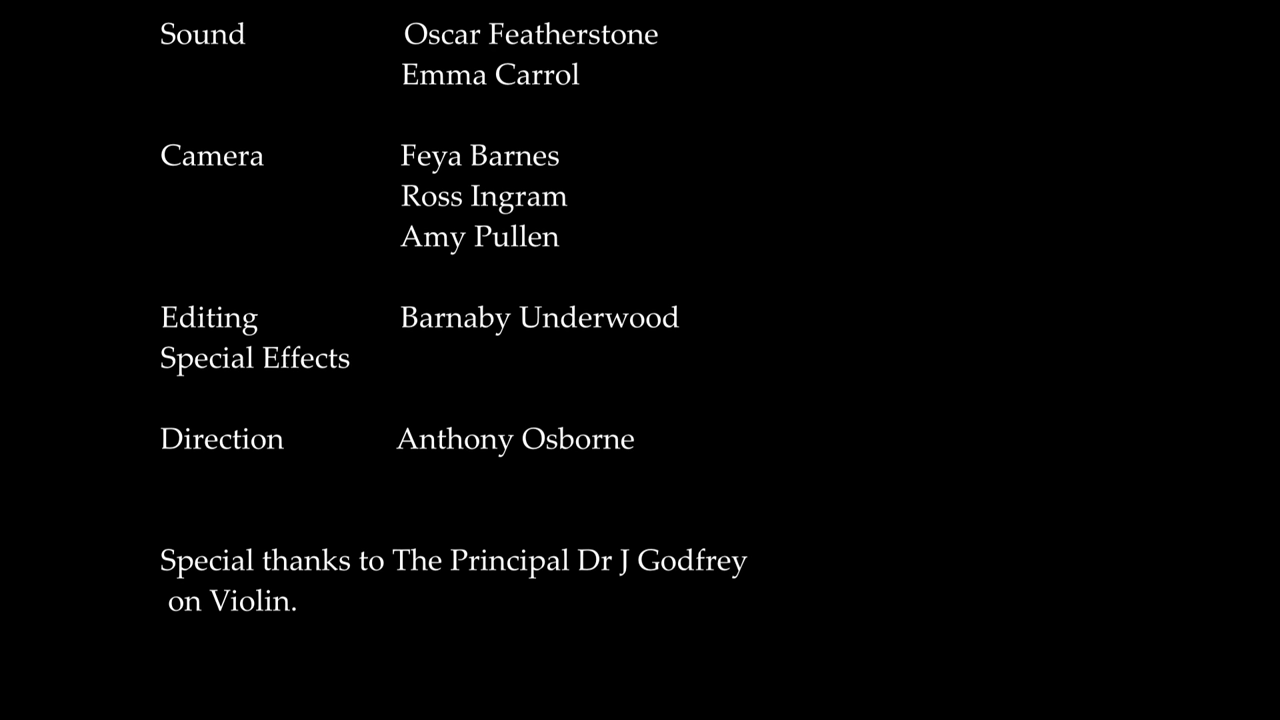 Sound Oscar Featherstone
Emma Carrol
Camera Feya Barnes
Ross Ingram
Amy Pullen
Editing Barnaby Underwood
Special Effects
Direction Anthony Osborne
Special thanks to The Principal Dr J Godfrey
on Violin.